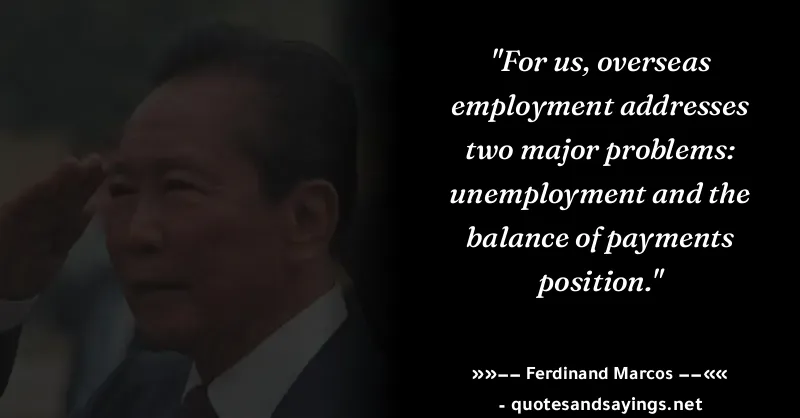 "For us, overseas
employment addresses
two major problems:
unemployment and the
balance of payments
position."
»»−− Ferdinand Marcos −−««
- quotesandsayings.net